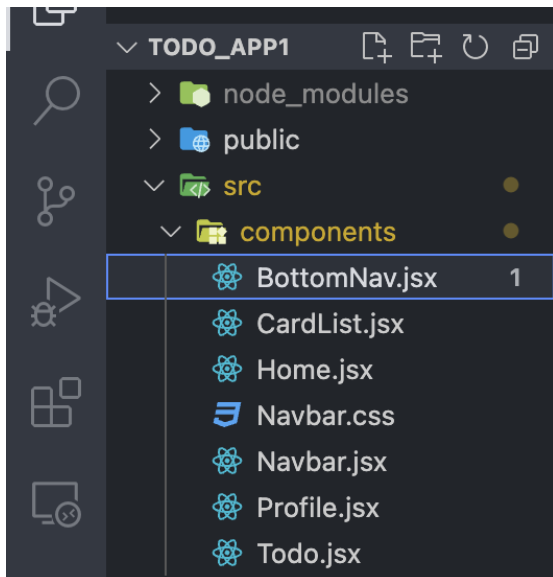 TODO_APP1
node_modules
public
src
components
BottomNav.jsx 1
CardList.jsx
Home.jsx
Navbar.css
Navbar.jsx
Profile.jsx
Todo.jsx